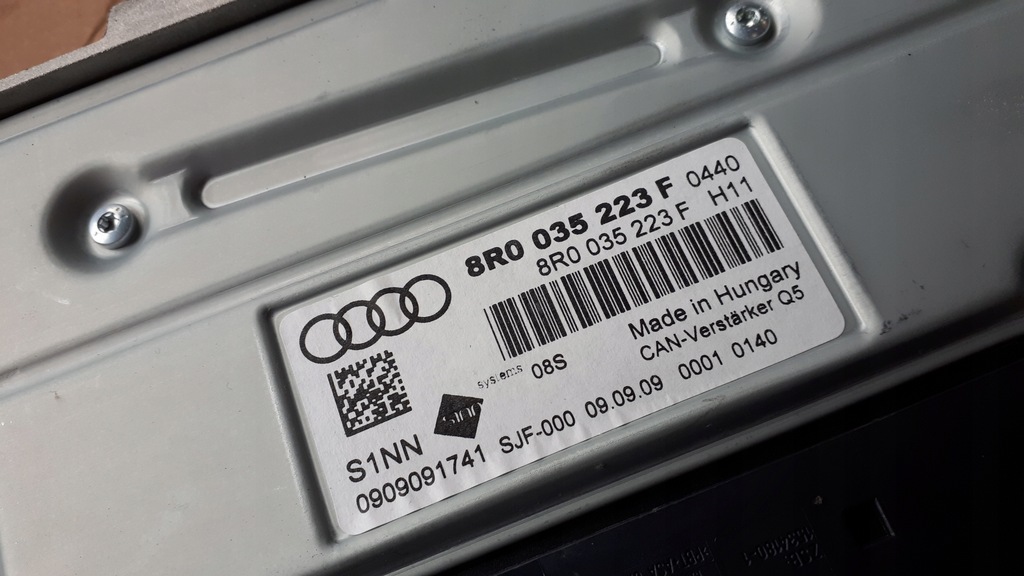 8R0 035 223 F 0440
8R0 035 223 F H11
Made in Hungary
CAN-Verstärker Q5
systems 08S
S1NN
0909091741 SJF-000 09.09.09 0001 0140